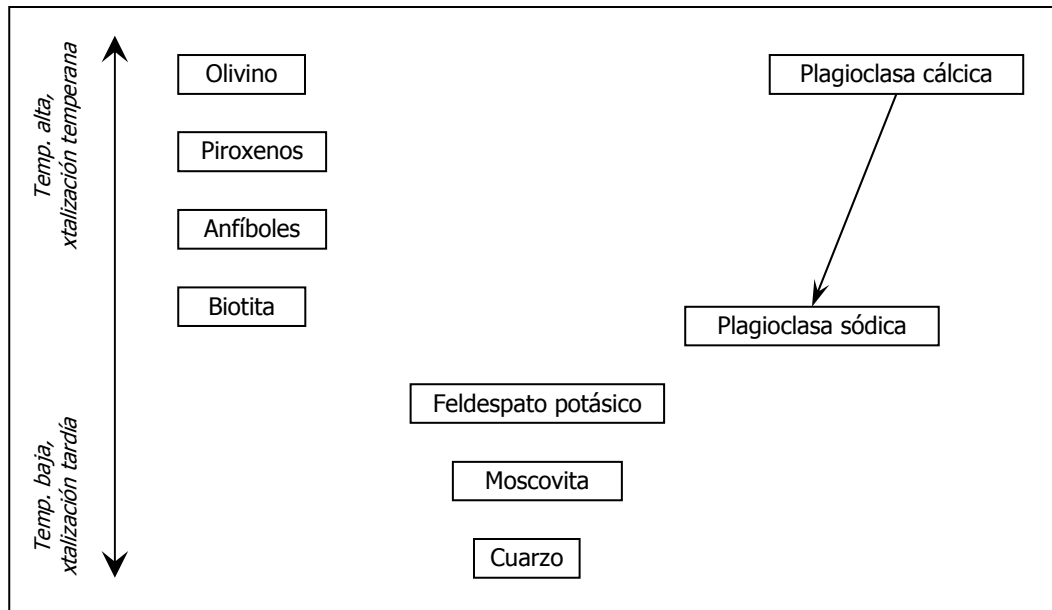 Temp. alta,
xtalización temperana
Olivino
Plagioclasa cálcica
Piroxenos
Anfíboles
Biotita
Plagioclasa sódica
Feldespato potásico
Temp. baja,
xtalización tardía
Moscovita
Cuarzo